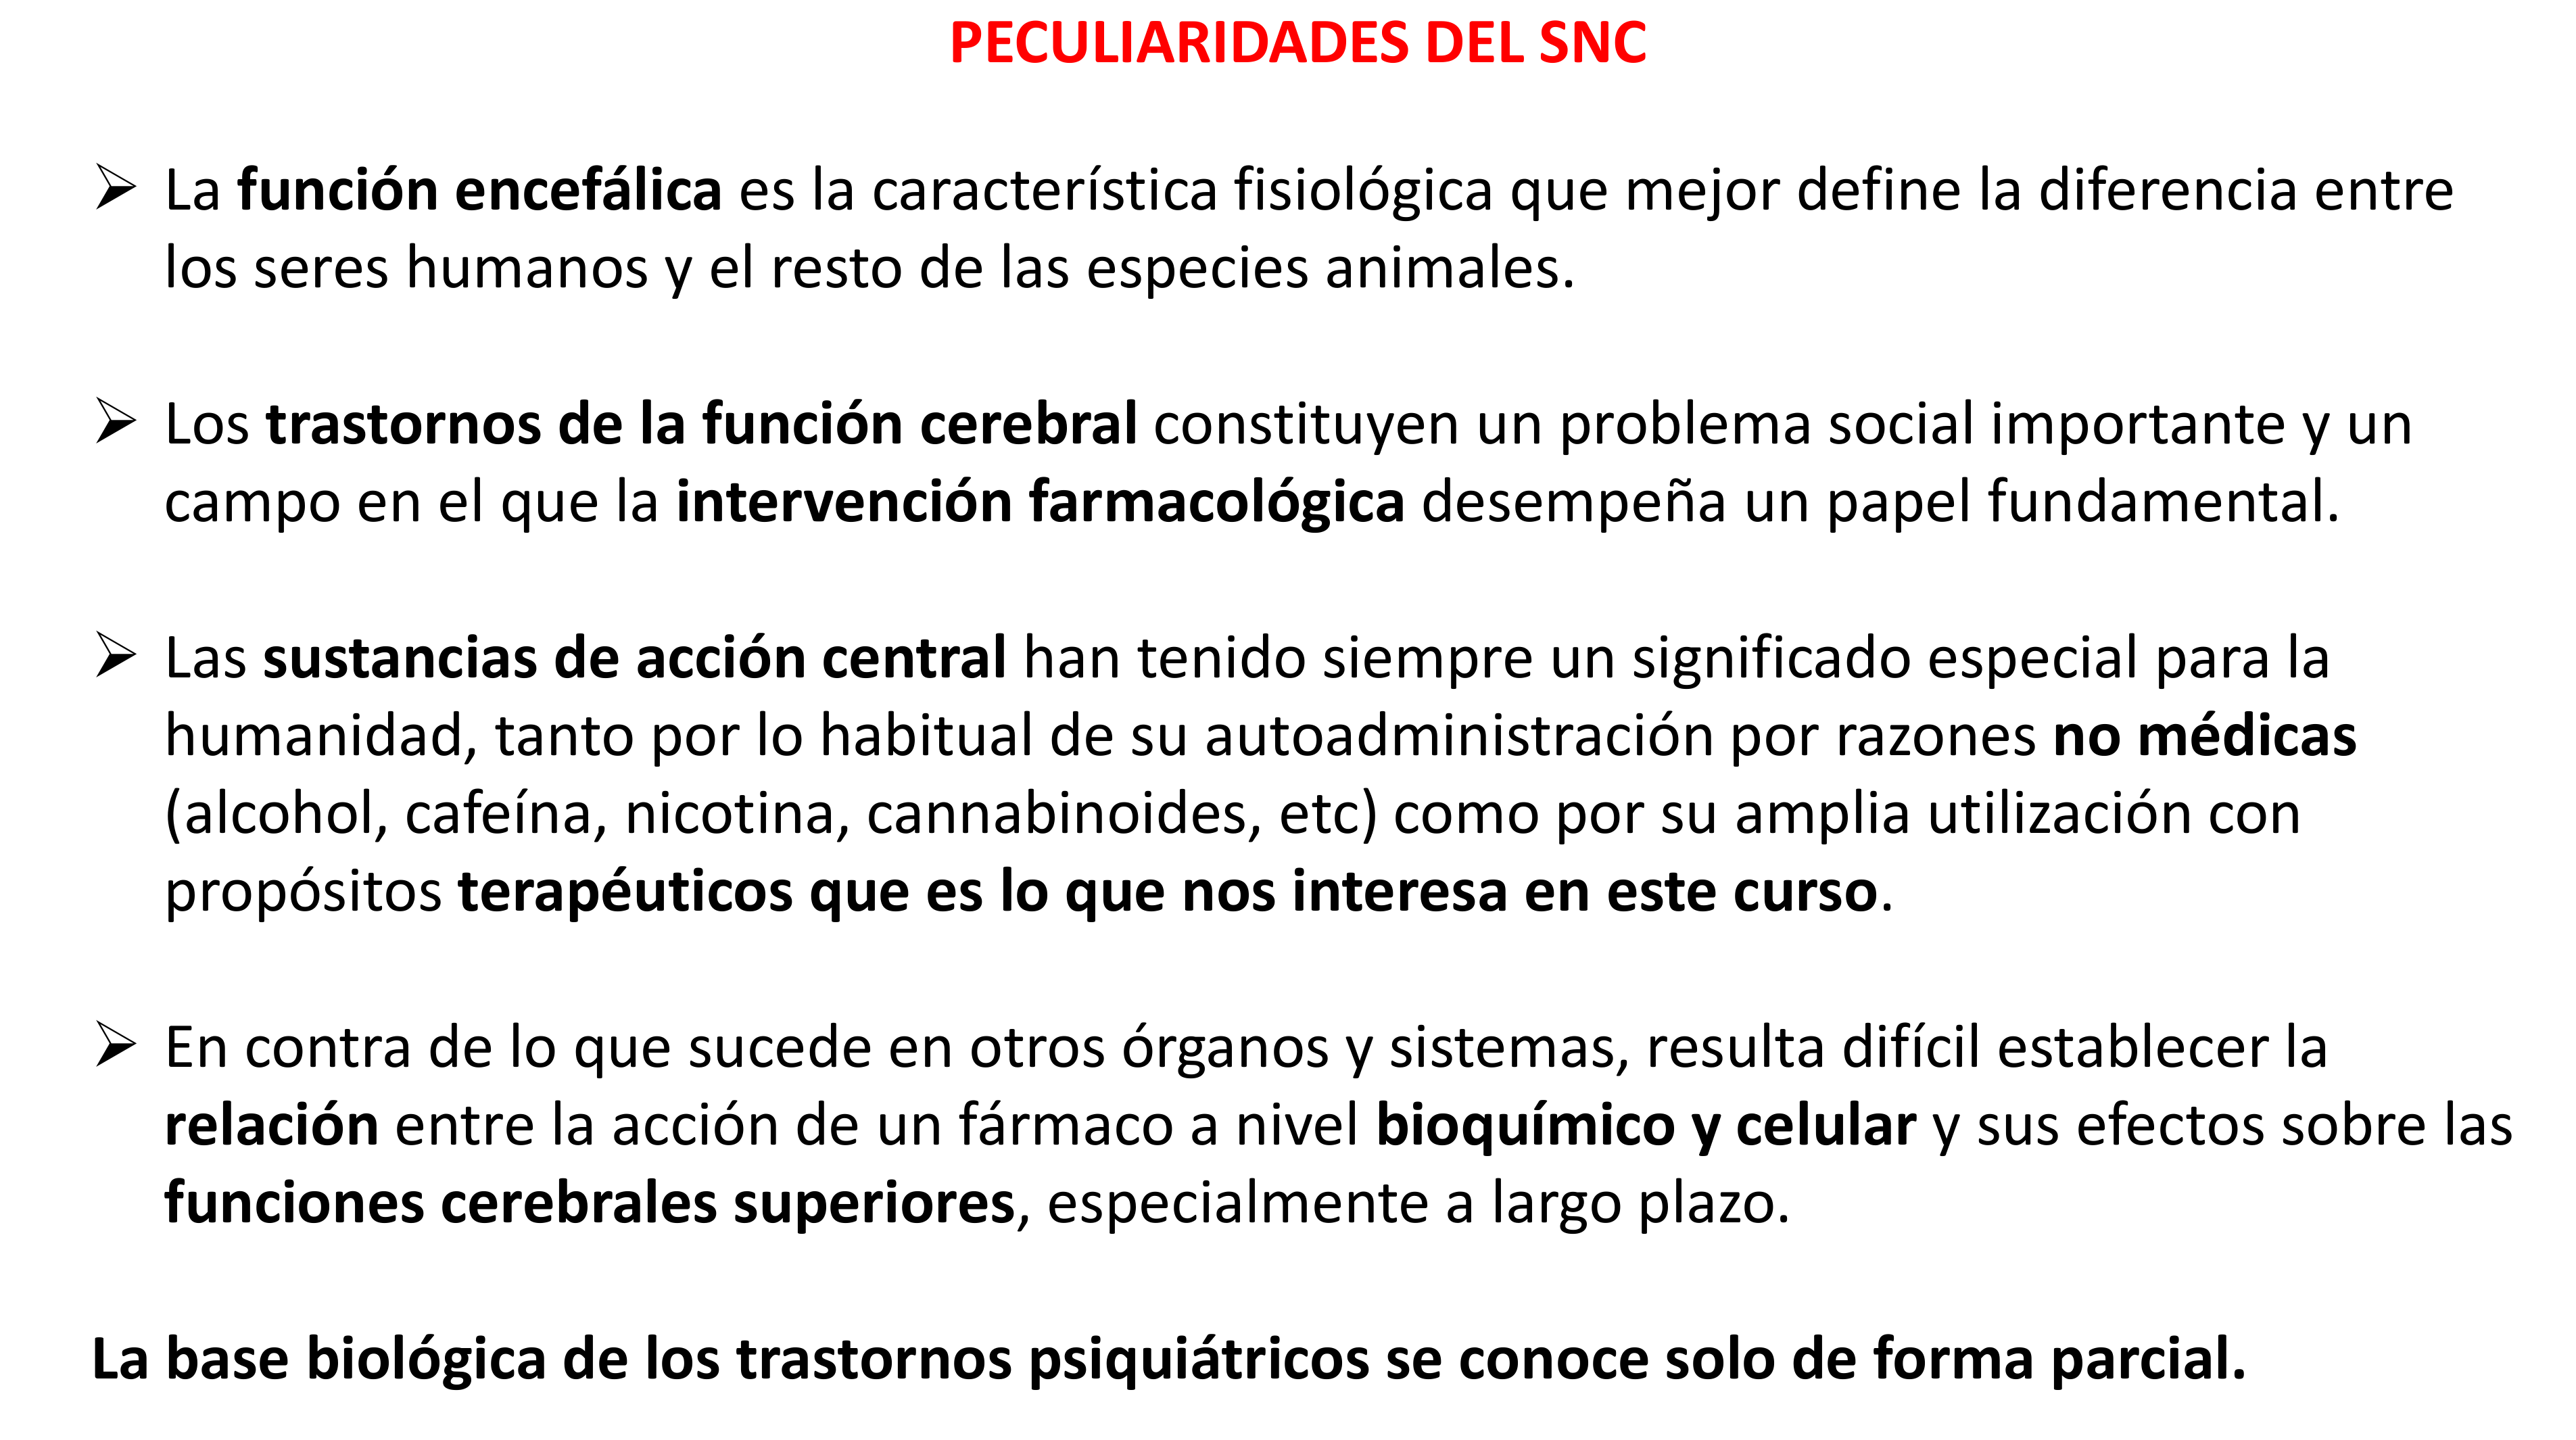 PECULIARIDADES DEL SNC
➢ La función encefálica es la característica fisiológica que mejor define la diferencia entre
los seres humanos y el resto de las especies animales.
➢ Los trastornos de la función cerebral constituyen un problema social importante y un
campo en el que la intervención farmacológica desempeña un papel fundamental.
➢ Las sustancias de acción central han tenido siempre un significado especial para la
humanidad, tanto por lo habitual de su autoadministración por razones no médicas
(alcohol, cafeína, nicotina, cannabinoides, etc) como por su amplia utilización con
propósitos terapéuticos que es lo que nos interesa en este curso.
➢ En contra de lo que sucede en otros órganos y sistemas, resulta difícil establecer la
relación entre la acción de un fármaco a nivel bioquímico y celular y sus efectos sobre las
funciones cerebrales superiores, especialmente a largo plazo.
La base biológica de los trastornos psiquiátricos se conoce solo de forma parcial.